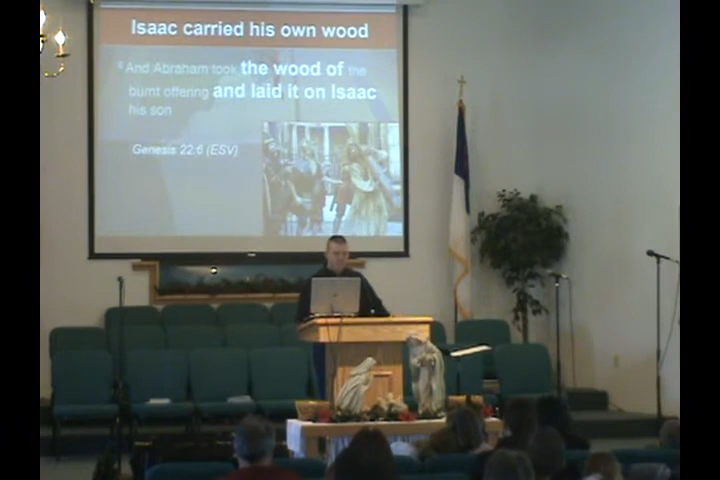 Isaac carried his own wood
And Abraham took the wood of the
burnt offering and laid it on Isaac
his son
Genesis 22:6 (ESV)